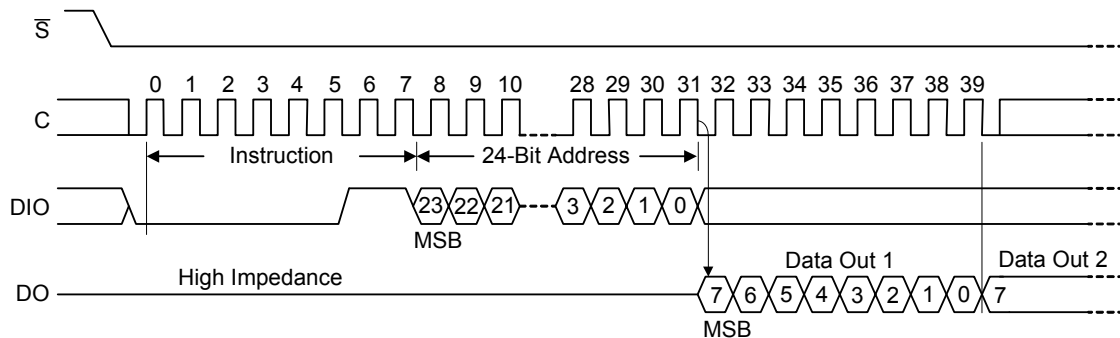 S
0 1 2 3 4 5 6 7 8 9 10 28 29 30 31 32 33 34 35 36 37 38 39
C
Instruction 24-Bit Address
DIO 23 22 21 3 2 1 0
MSB
High Impedance Data Out 1 Data Out 2
DO 7 6 5 4 3 2 1 0 7
MSB